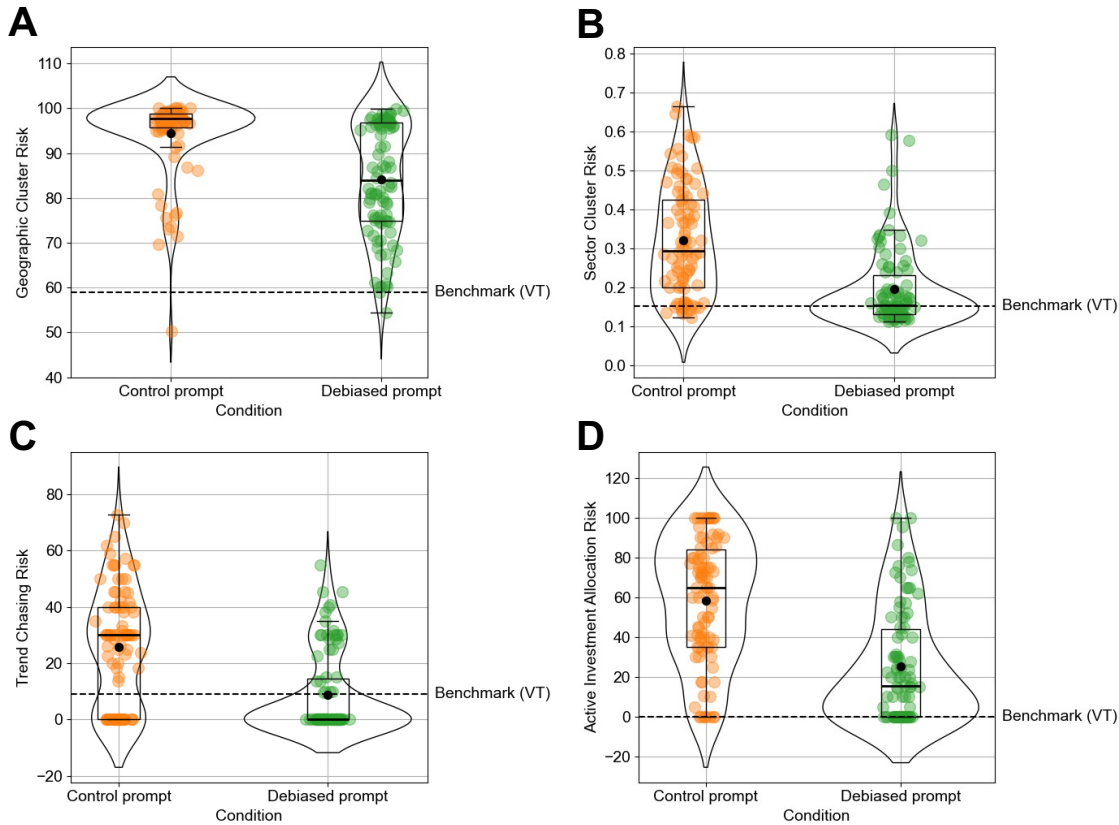 A
Geographic Cluster Risk
110
100
90
80
70
60
50
40
Benchmark (VT)
Control prompt
Debiased prompt
Condition
B
Sector Cluster Risk
0.8
0.7
0.6
0.5
0.4
0.3
0.2
0.1
0.0
Benchmark (VT)
Control prompt
Debiased prompt
Condition
C
Trend Chasing Risk
80
60
40
20
0
−20
Benchmark (VT)
Control prompt
Debiased prompt
Condition
D
Active Investment Allocation Risk
120
100
80
60
40
20
0
−20
Benchmark (VT)
Control prompt
Debiased prompt
Condition